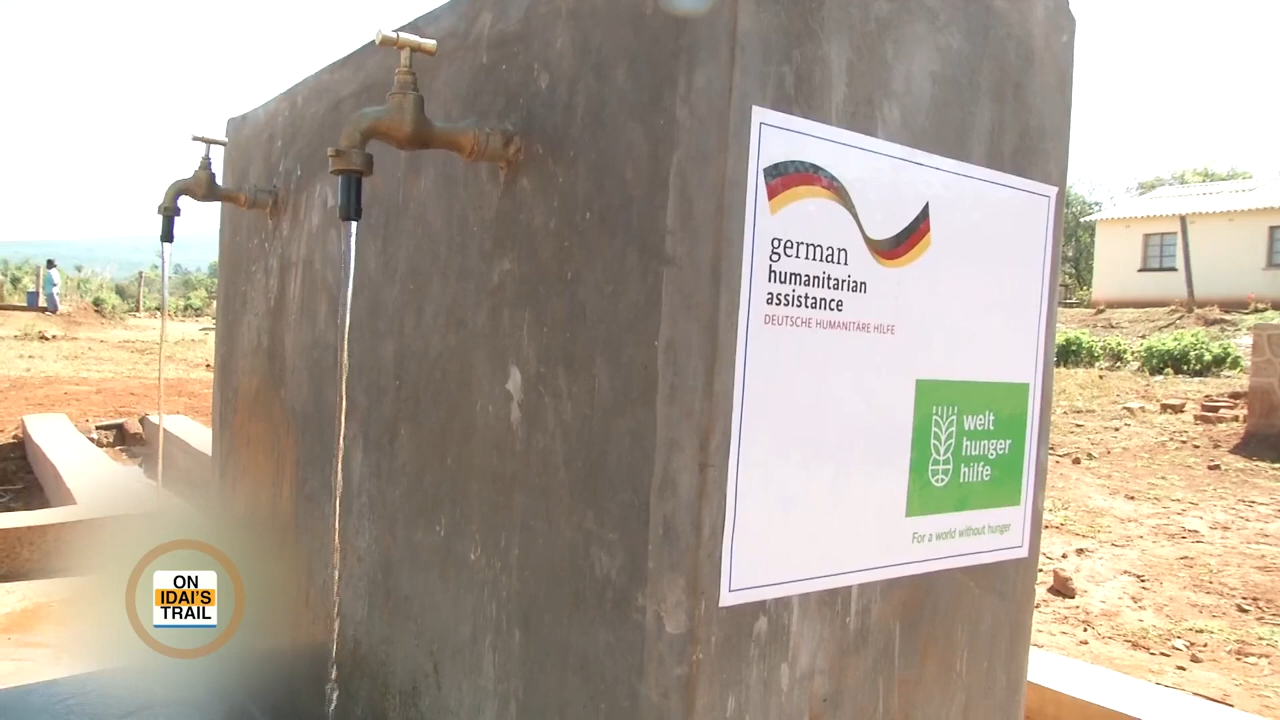 german
humanitarian
assistance
DEUTSCHE HUMANITÄRE HILFE
welt
hunger
hilfe
For a world without hunger
ON
IDAI'S
TRAIL